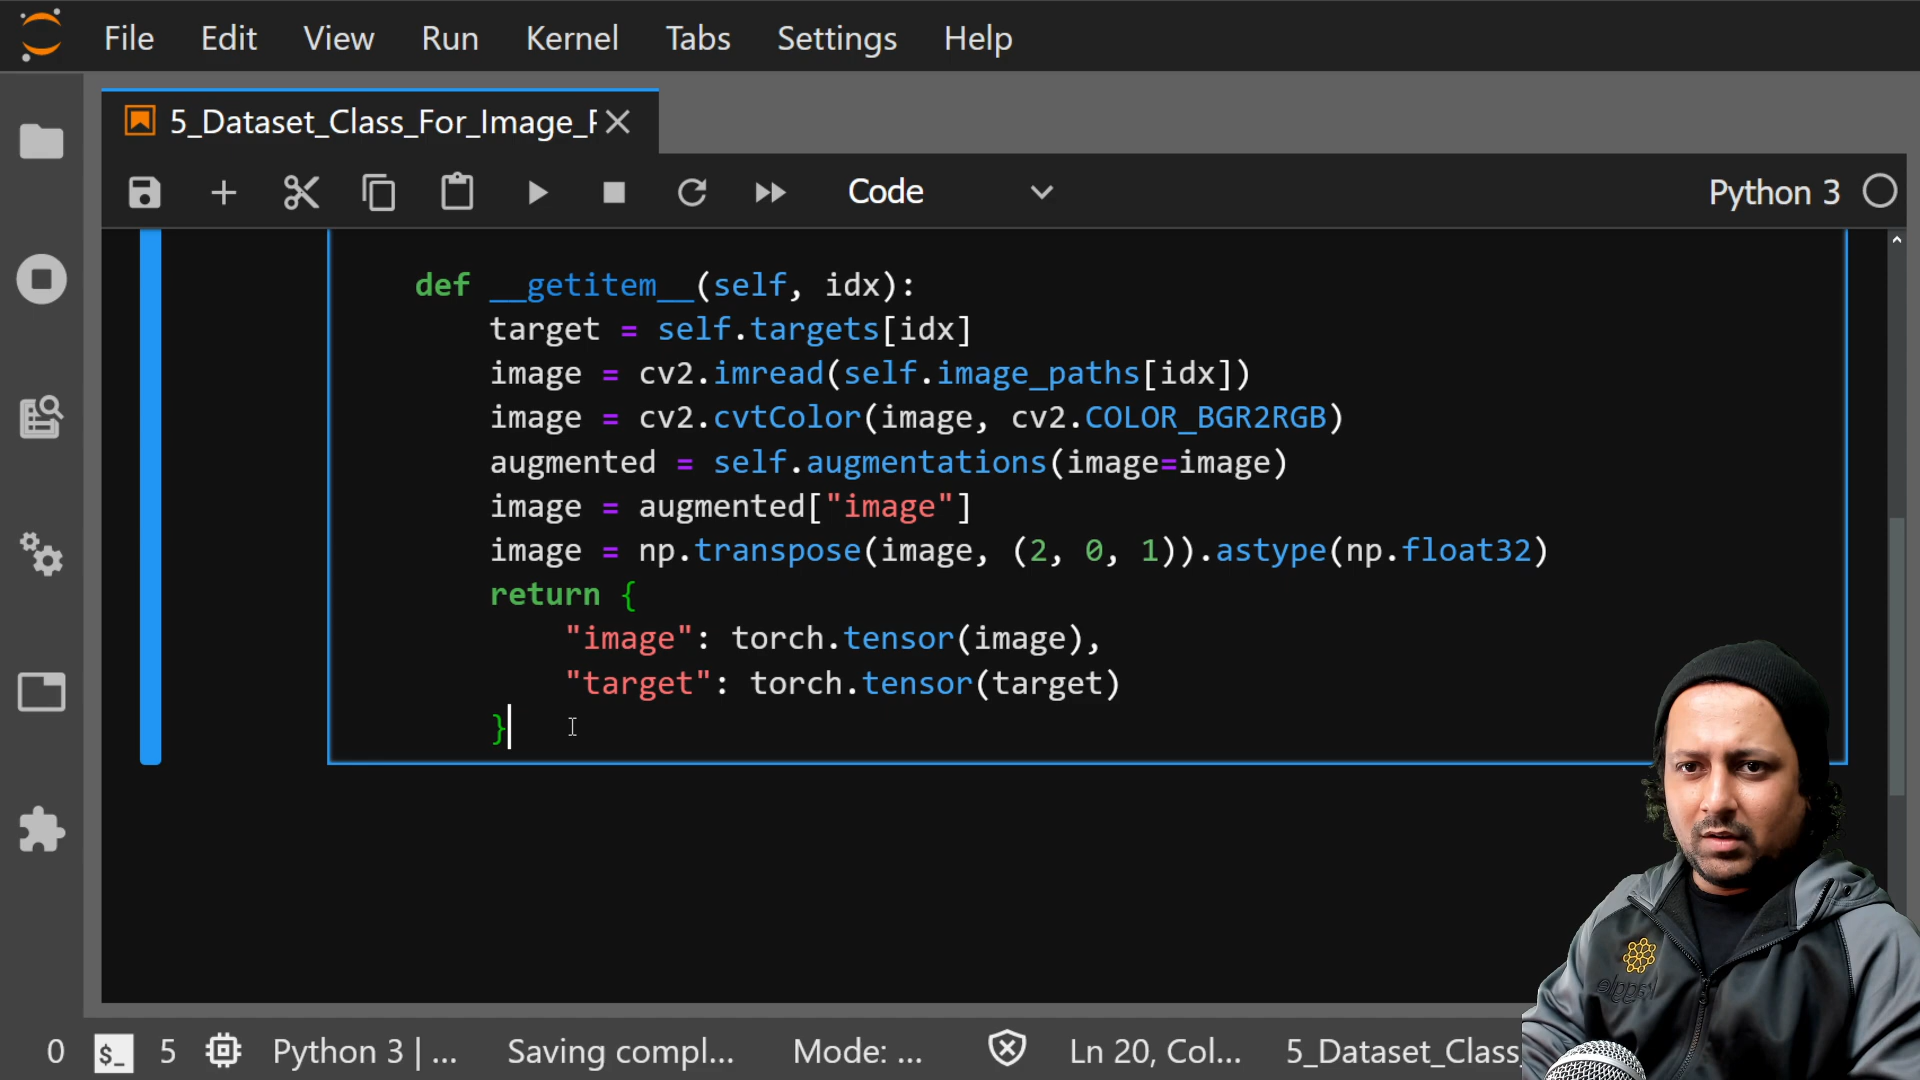 File Edit View Run Kernel Tabs Settings Help
5_Dataset_Class_For_Image_
Code Python 3
def __getitem__(self, idx):
target = self.targets[idx]
image = cv2.imread(self.image_paths[idx])
image = cv2.cvtColor(image, cv2.COLOR_BGR2RGB)
augmented = self.augmentations(image=image)
image = augmented["image"]
image = np.transpose(image, (2, 0, 1)).astype(np.float32)
return {
"image": torch.tensor(image),
"target": torch.tensor(target)
}
kaggle
0 $_ 5 Python 3 | ... Saving compl... Mode: ... Ln 20, Col... 5_Dataset_Class_